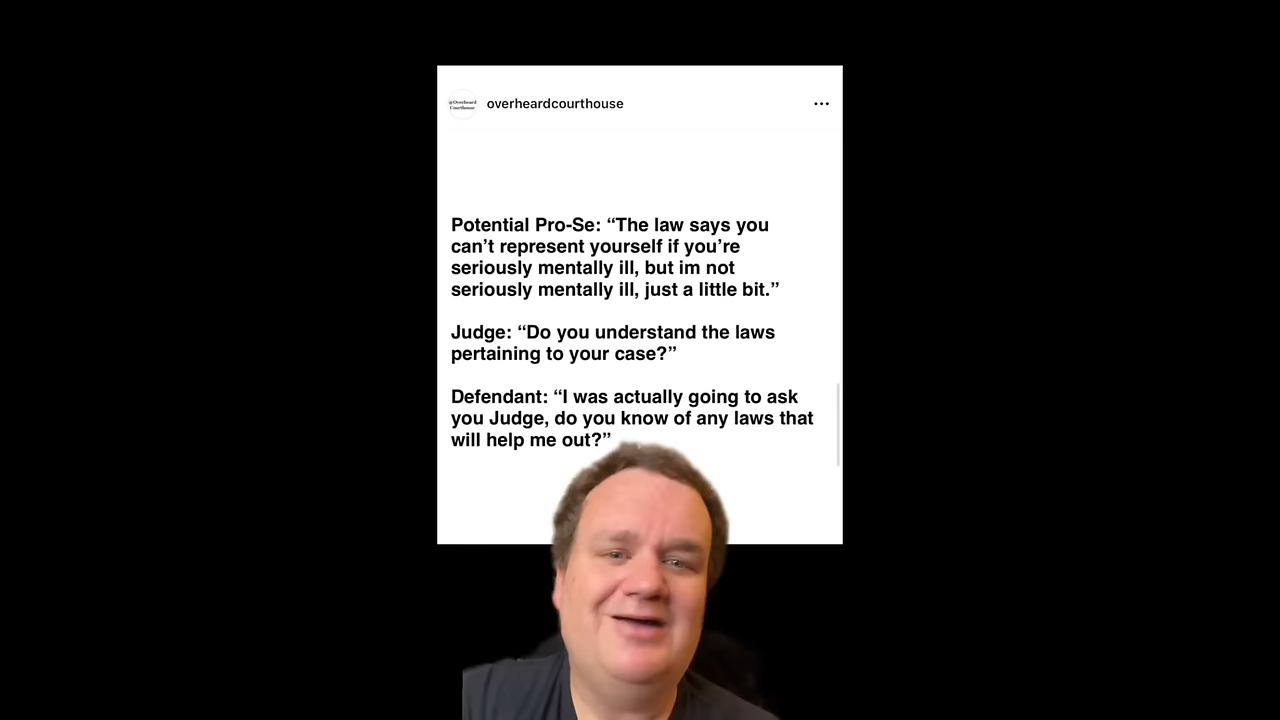 @Overheard
Courthouse
overheardcourthouse
Potential Pro-Se: “The law says you
can’t represent yourself if you’re
seriously mentally ill, but im not
seriously mentally ill, just a little bit.”
Judge: “Do you understand the laws
pertaining to your case?”
Defendant: “I was actually going to ask
you Judge, do you know of any laws that
will help me out?”